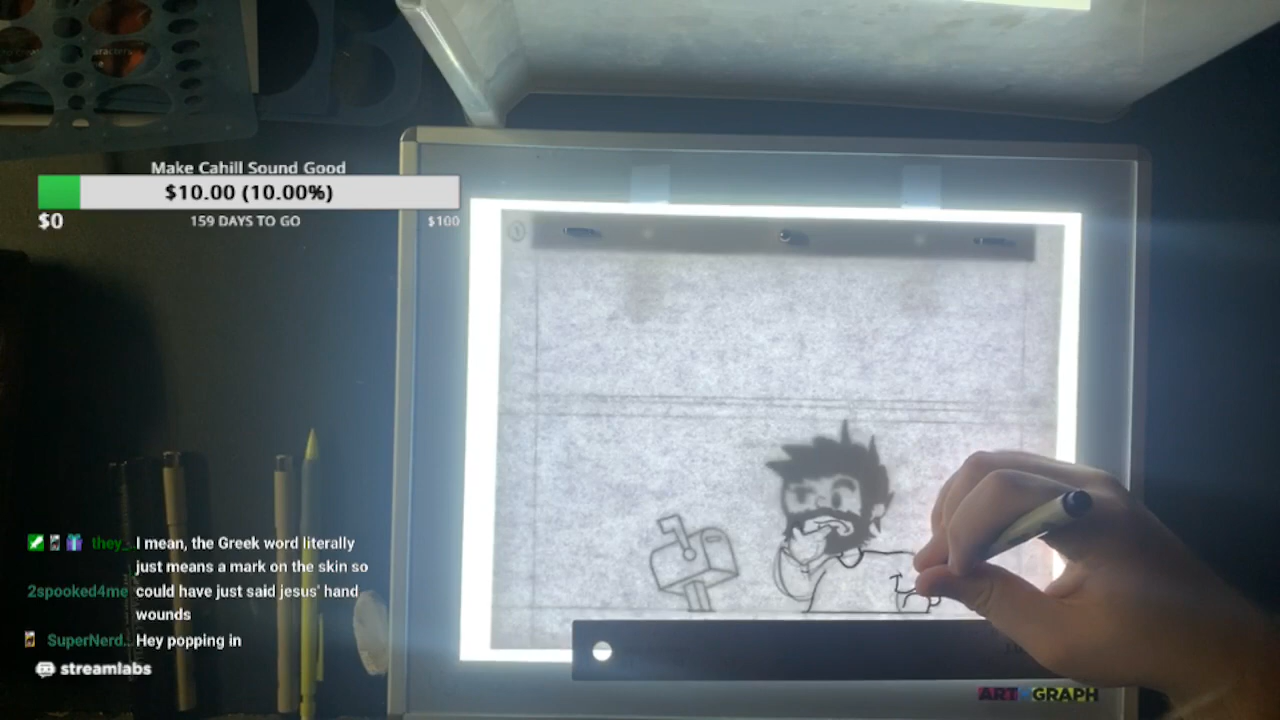 Make Cahill Sound Good
$10.00 (10.00%)
$0 159 DAYS TO GO $100
they_.. I mean, the Greek word literally
just means a mark on the skin so
2spooked4me could have just said jesus' hand
wounds
SuperNerd.. Hey popping in
streamlabs
ARTOGRAPH